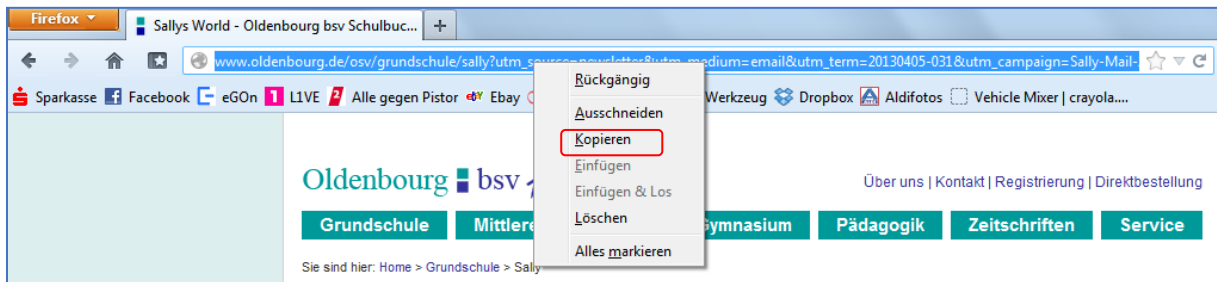 Firefox
Sallys World - Oldenbourg bsv Schulbuc...
www.oldenbourg.de/osv/grundschule/sally?utm_source=newsletter&utm_medium=email&utm_term=20130405-031&utm_campaign=Sally-Mail-
Sparkasse Facebook eGOn L1VE Alle gegen Pistor Ebay Werkzeug Dropbox Aldifotos Vehicle Mixer | crayola....
Rückgängig
Ausschneiden
Kopieren
Einfügen
Einfügen & Los
Löschen
Alles markieren
Oldenbourg bsv
Über uns | Kontakt | Registrierung | Direktbestellung
Grundschule Gymnasium Pädagogik Zeitschriften Service
Sie sind hier: Home > Grundschule > Sally